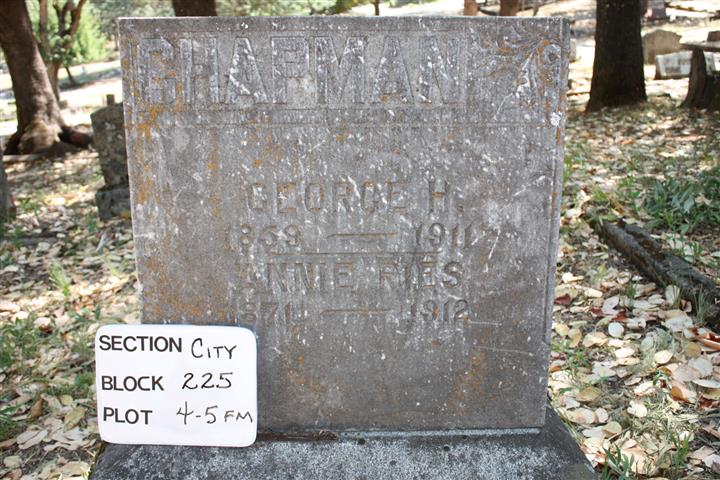 CHAPMAN
GEORGE H.
1859 — 1911
ANNIE RIES
1871 — 1912
SECTION CITY
BLOCK 225
PLOT 4-5 FM